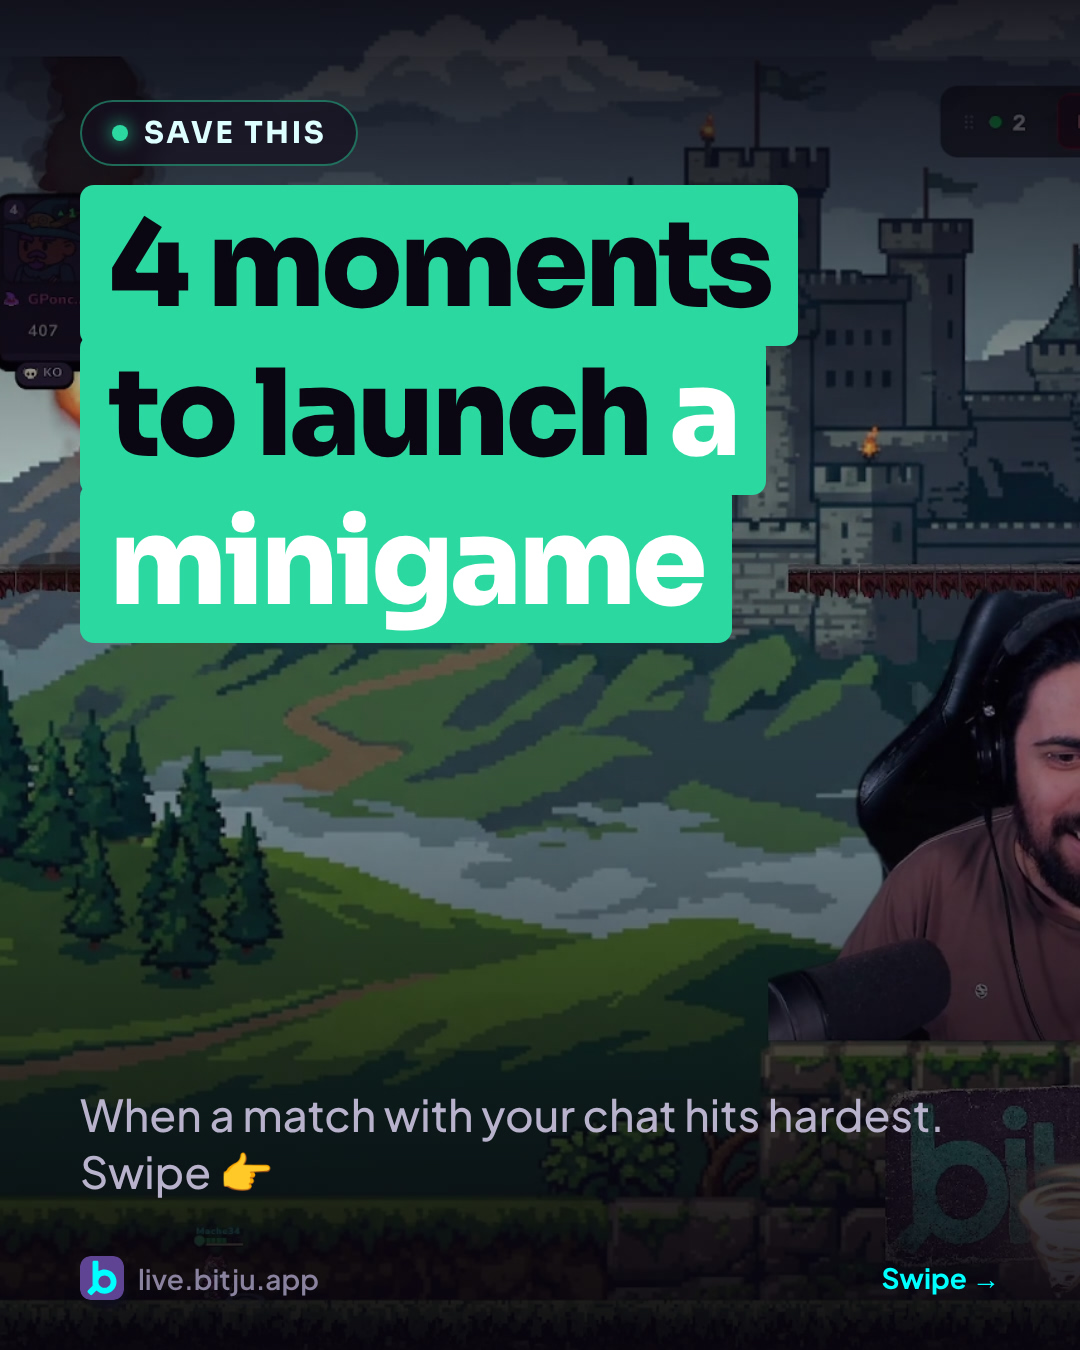 SAVE THIS
2
4 moments
4
GPonc.
to launch a
407
KO
minigame
When a match with your chat hits hardest.
Swipe 👉
live.bitju.app
Swipe →